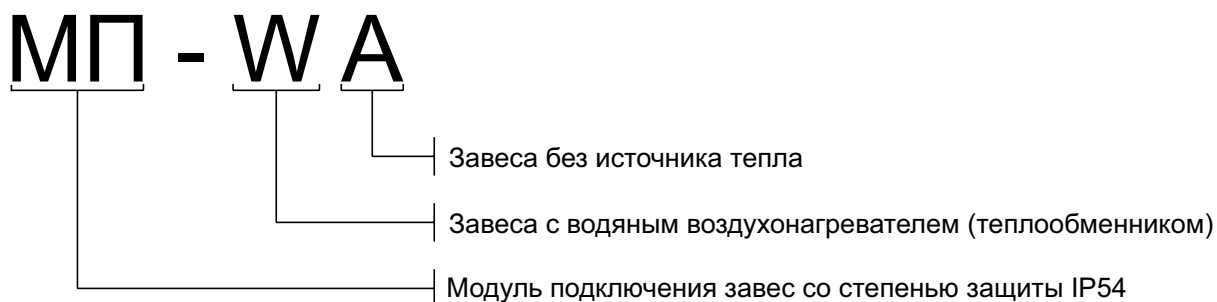 МП - W A
Завеса без источника тепла
Завеса с водяным воздухонагревателем (теплообменником)
Модуль подключения завес со степенью защиты IP54